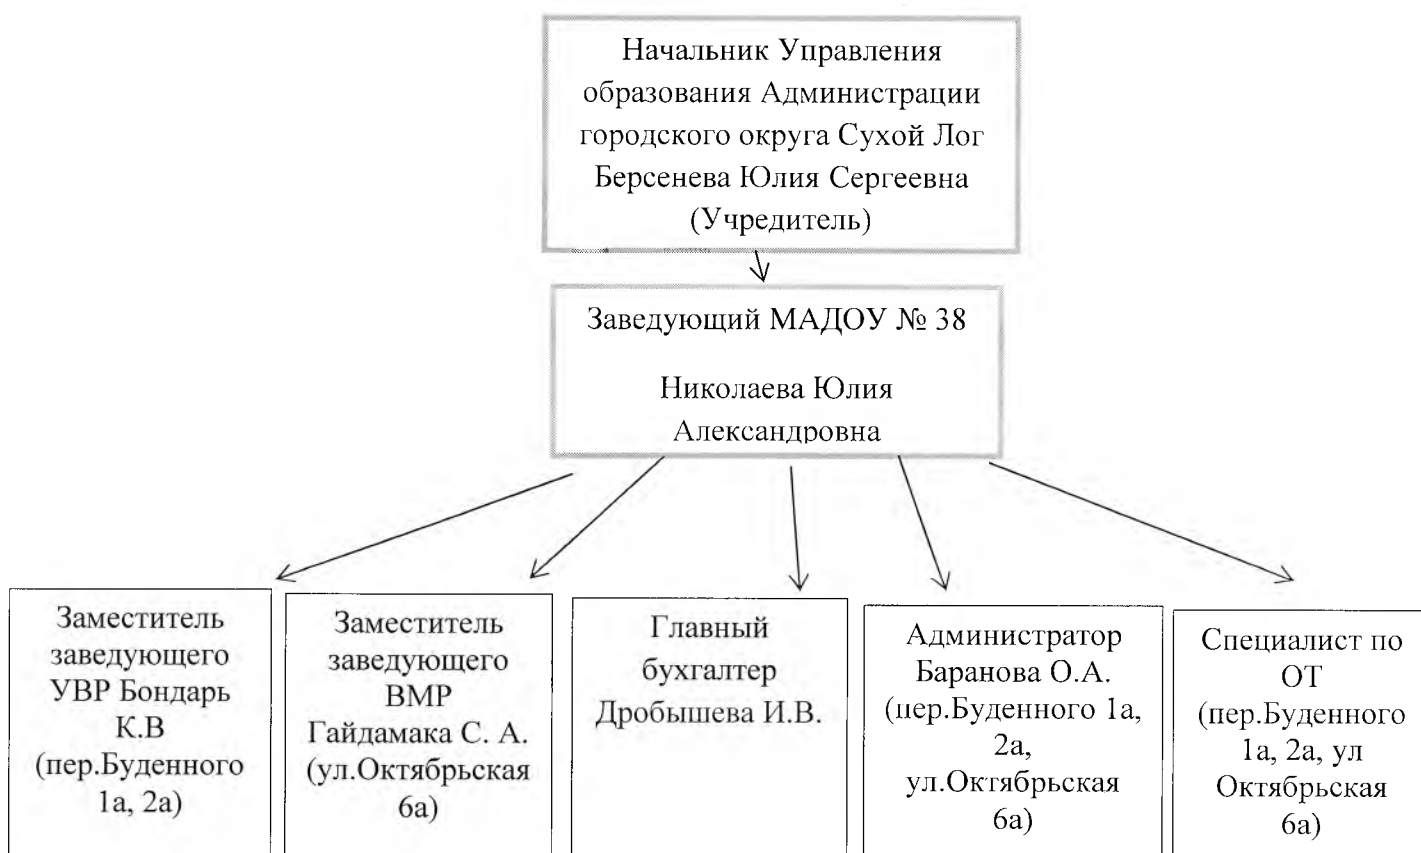 Начальник Управления
образования Администрации
городского округа Сухой Лог
Берсенева Юлия Сергеевна
(Учредитель)
Заведующий МАДОУ № 38
Николаева Юлия
Александровна
Заместитель
заведующего
УВР Бондарь
К.В
(пер.Буденного
1а, 2а)
Заместитель
заведующего
ВМР
Гайдамака С. А.
(ул.Октябрьская
6а)
Главный
бухгалтер
Дробышева И.В.
Администратор
Баранова О.А.
(пер.Буденного 1а,
2а,
ул.Октябрьская
6а)
Специалист по
ОТ
(пер.Буденного
1а, 2а, ул
Октябрьская
6а)